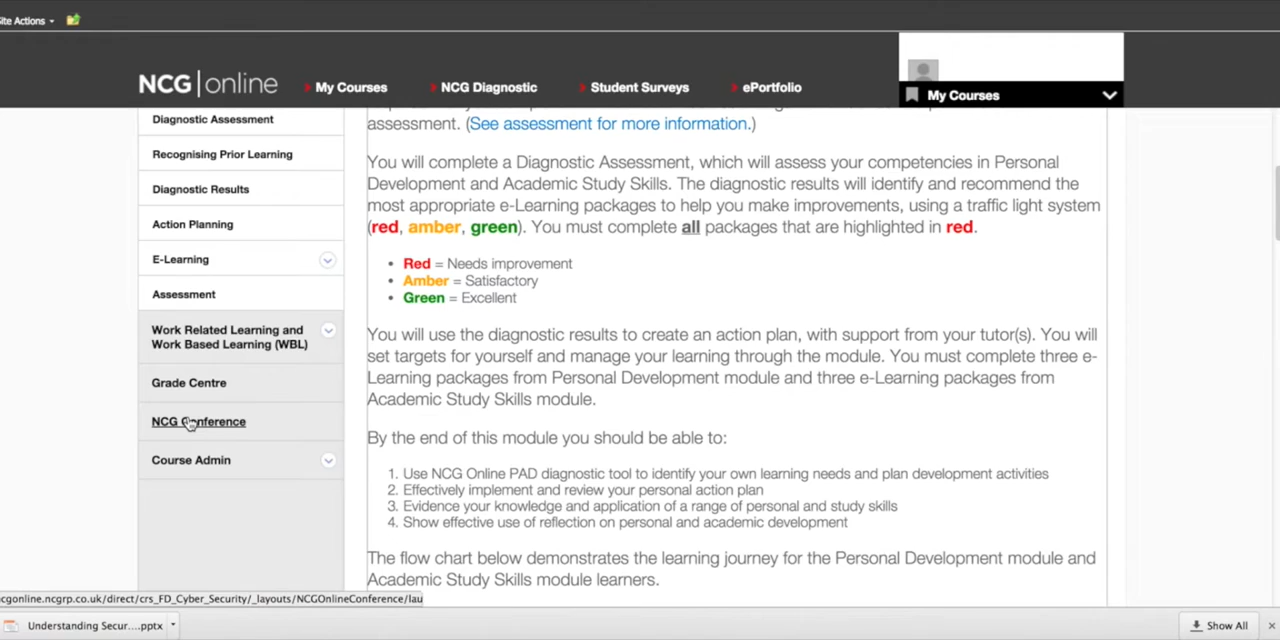 Site Actions
NCG|online
My Courses
NCG Diagnostic
Student Surveys
ePortfolio
My Courses
Diagnostic Assessment
Recognising Prior Learning
Diagnostic Results
Action Planning
E-Learning
Assessment
Work Related Learning and
Work Based Learning (WBL)
Grade Centre
NCG Conference
Course Admin
assessment. (See assessment for more information.)
You will complete a Diagnostic Assessment, which will assess your competencies in Personal
Development and Academic Study Skills. The diagnostic results will identify and recommend the
most appropriate e-Learning packages to help you make improvements, using a traffic light system
(red, amber, green). You must complete all packages that are highlighted in red.
• Red = Needs improvement
• Amber = Satisfactory
• Green = Excellent
You will use the diagnostic results to create an action plan, with support from your tutor(s). You will
set targets for yourself and manage your learning through the module. You must complete three e-
Learning packages from Personal Development module and three e-Learning packages from
Academic Study Skills module.
By the end of this module you should be able to:
1. Use NCG Online PAD diagnostic tool to identify your own learning needs and plan development activities
2. Effectively implement and review your personal action plan
3. Evidence your knowledge and application of a range of personal and study skills
4. Show effective use of reflection on personal and academic development
The flow chart below demonstrates the learning journey for the Personal Development module and
Academic Study Skills module learners.
cgonline.ncgrp.co.uk/direct/crs_FD_Cyber_Security/_layouts/NCGOnlineConference/lau
Understanding Secur....pptx
Show All